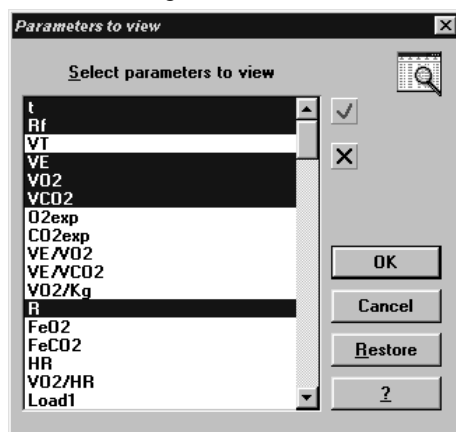 Parameters to view
Select parameters to view
t
Rf
VT
VE
VO2
VCO2
O2exp
CO2exp
VE/VO2
VE/VCO2
VO2/Kg
R
FeO2
FeCO2
HR
VO2/HR
Load1
OK
Cancel
Restore
?